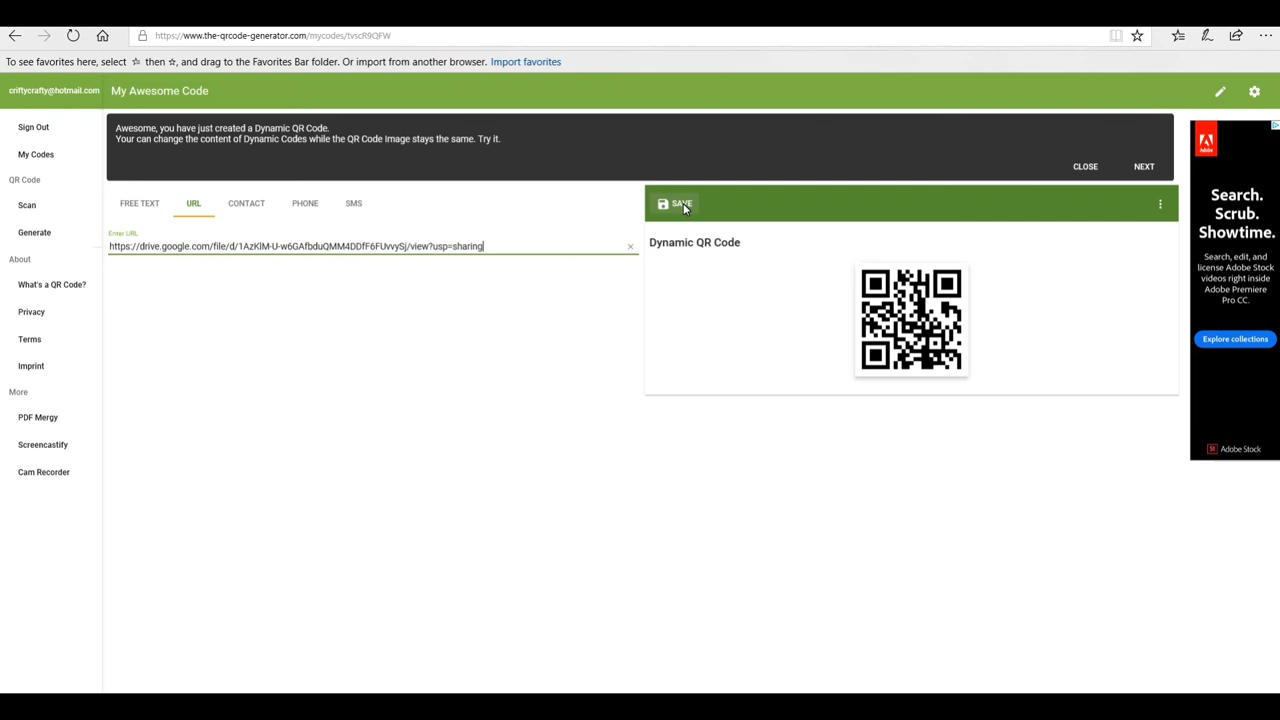 https://www.the-qrcode-generator.com/mycodes/tvscR9QFW
To see favorites here, select ☆ then ☆, and drag to the Favorites Bar folder. Or import from another browser. Import favorites
criftycrafty@hotmail.com
My Awesome Code
Sign Out
My Codes
QR Code
Scan
Generate
About
What's a QR Code?
Privacy
Terms
Imprint
More
PDF Mergy
Screencastify
Cam Recorder
Awesome, you have just created a Dynamic QR Code.
Your can change the content of Dynamic Codes while the QR Code Image stays the same. Try it.
CLOSE NEXT
FREE TEXT URL CONTACT PHONE SMS
Enter URL
https://drive.google.com/file/d/1AzKlM-U-w6GAfbduQMM4DDfF6FUvvySj/view?usp=sharing
SAVE
Dynamic QR Code
Adobe
Search.
Scrub.
Showtime.
Search, edit, and
license Adobe Stock
videos right inside
Adobe Premiere
Pro CC.
Explore collections
St Adobe Stock